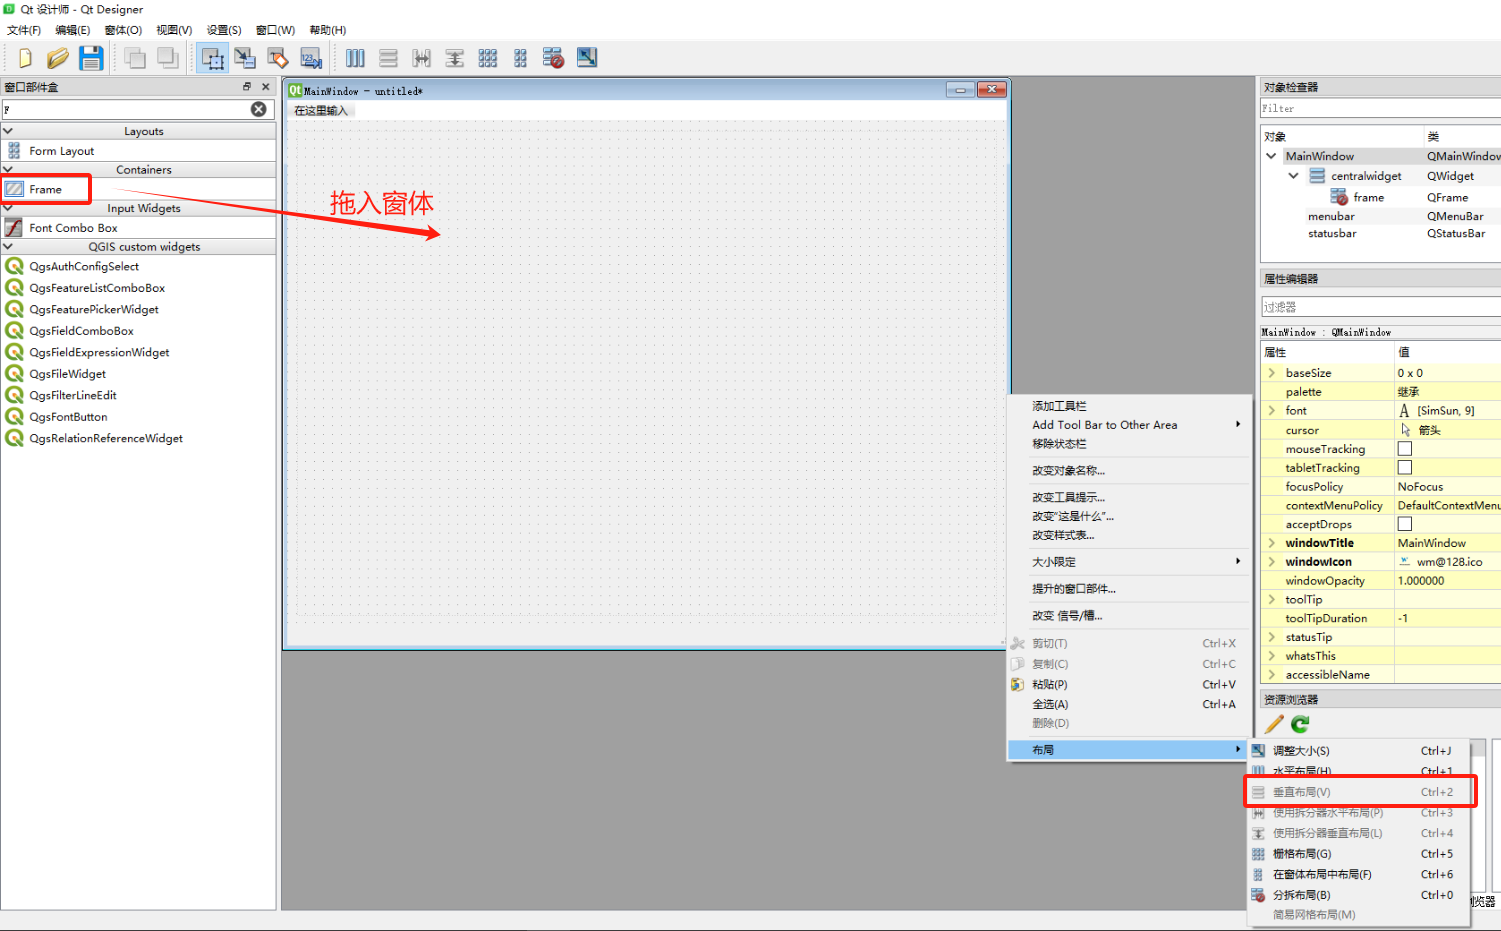 Qt 设计师 - Qt Designer
文件(F) 编辑(E) 窗体(O) 视图(V) 设置(S) 窗口(W) 帮助(H)
窗口部件盒
F
Layouts
Form Layout
Containers
Frame
Input Widgets
Font Combo Box
QGIS custom widgets
QgsAuthConfigSelect
QgsFeatureListComboBox
QgsFeaturePickerWidget
QgsFieldComboBox
QgsFieldExpressionWidget
QgsFileWidget
QgsFilterLineEdit
QgsFontButton
QgsRelationReferenceWidget
MainWindow - untitled*
在这里输入
拖入窗体
添加工具栏
Add Tool Bar to Other Area
移除状态栏
改变对象名称...
改变工具提示...
改变“这是什么”...
改变样式表...
大小限定
提升的窗口部件...
改变 信号/槽...
剪切(T) Ctrl+X
复制(C) Ctrl+C
粘贴(P) Ctrl+V
全选(A) Ctrl+A
删除(D)
布局
调整大小(S) Ctrl+J
水平布局(H) Ctrl+1
垂直布局(V) Ctrl+2
使用拆分器水平布局(P) Ctrl+3
使用拆分器垂直布局(L) Ctrl+4
栅格布局(G) Ctrl+5
在窗体布局中布局(F) Ctrl+6
分拆布局(B) Ctrl+0
简易网格布局(M)
对象检查器
Filter
对象 类
MainWindow QMainWindow
centralwidget QWidget
frame QFrame
menubar QMenuBar
statusbar QStatusBar
属性编辑器
过滤器
MainWindow : QMainWindow
属性 值
baseSize 0 x 0
palette 继承
font A [SimSun, 9]
cursor 箭头
mouseTracking
tabletTracking
focusPolicy NoFocus
contextMenuPolicy DefaultContextMenu
acceptDrops
windowTitle MainWindow
windowIcon wm@128.ico
windowOpacity 1.000000
toolTip
toolTipDuration -1
statusTip
whatsThis
accessibleName
资源浏览器
浏览器